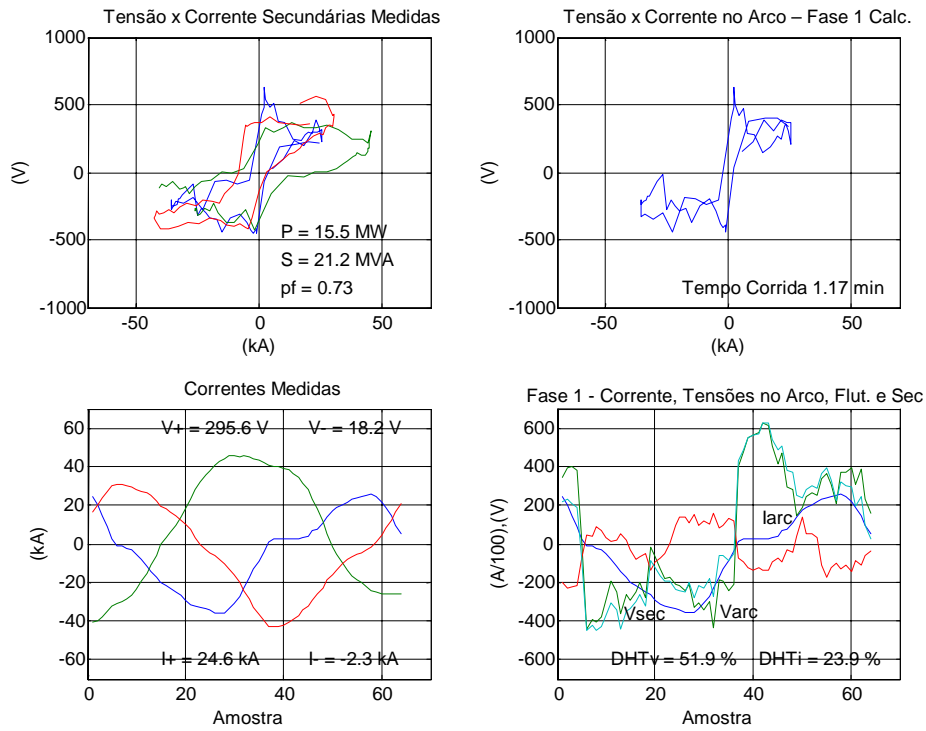 Tensão x Corrente Secundárias Medidas
1000
500
0
-500
-1000
(V)
-50 0 50
(kA)
P = 15.5 MW
S = 21.2 MVA
pf = 0.73
Tensão x Corrente no Arco – Fase 1 Calc.
1000
500
0
-500
-1000
(V)
-50 0 50
(kA)
Tempo Corrida 1.17 min
Correntes Medidas
60
40
20
0
-20
-40
-60
(kA)
V+ = 295.6 V V- = 18.2 V
I+ = 24.6 kA I- = -2.3 kA
0 20 40 60
Amostra
Fase 1 - Corrente, Tensões no Arco, Flut. e Sec
600
400
200
0
-200
-400
-600
(A/100),(V)
Iarc
Vsec
Varc
DHTv = 51.9 % DHTi = 23.9 %
0 20 40 60
Amostra